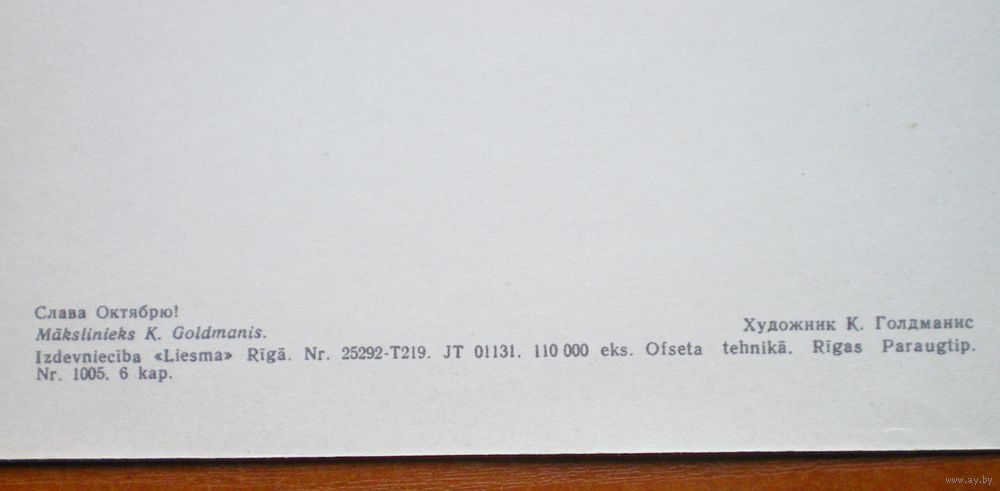 Слава Октябрю!
Mākslinieks K. Goldmanis.
Художник К. Голдманис
Izdevniecība «Liesma» Rīgā. Nr. 25292-T219. JT 01131. 110 000 eks. Ofseta tehnikā. Rīgas Paraugtip.
Nr. 1005. 6 kap.
www.ay.by